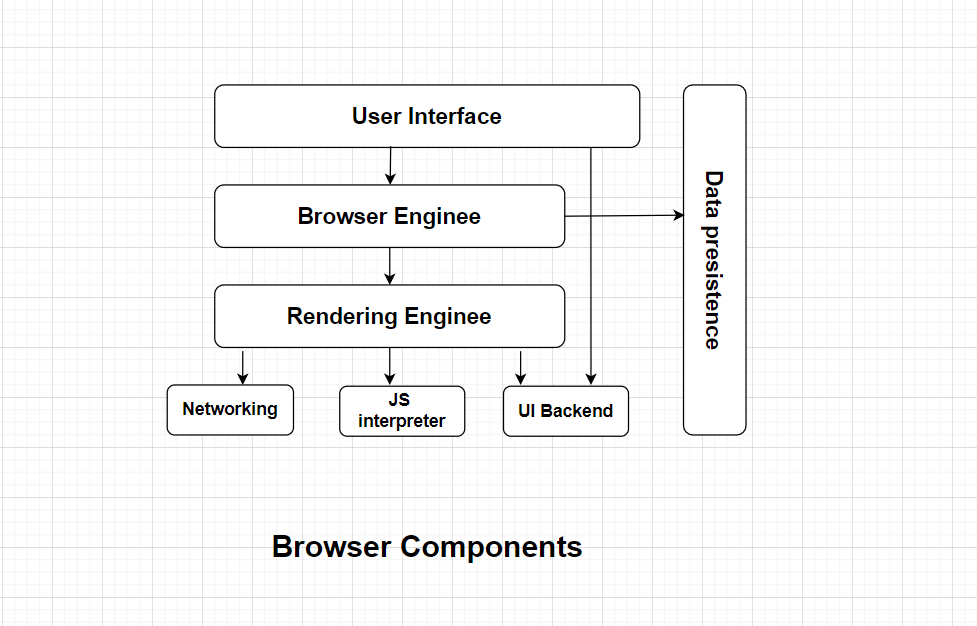 User Interface
Data presistence
Browser Enginee
Rendering Enginee
Networking
JS
interpreter
UI Backend
Browser Components